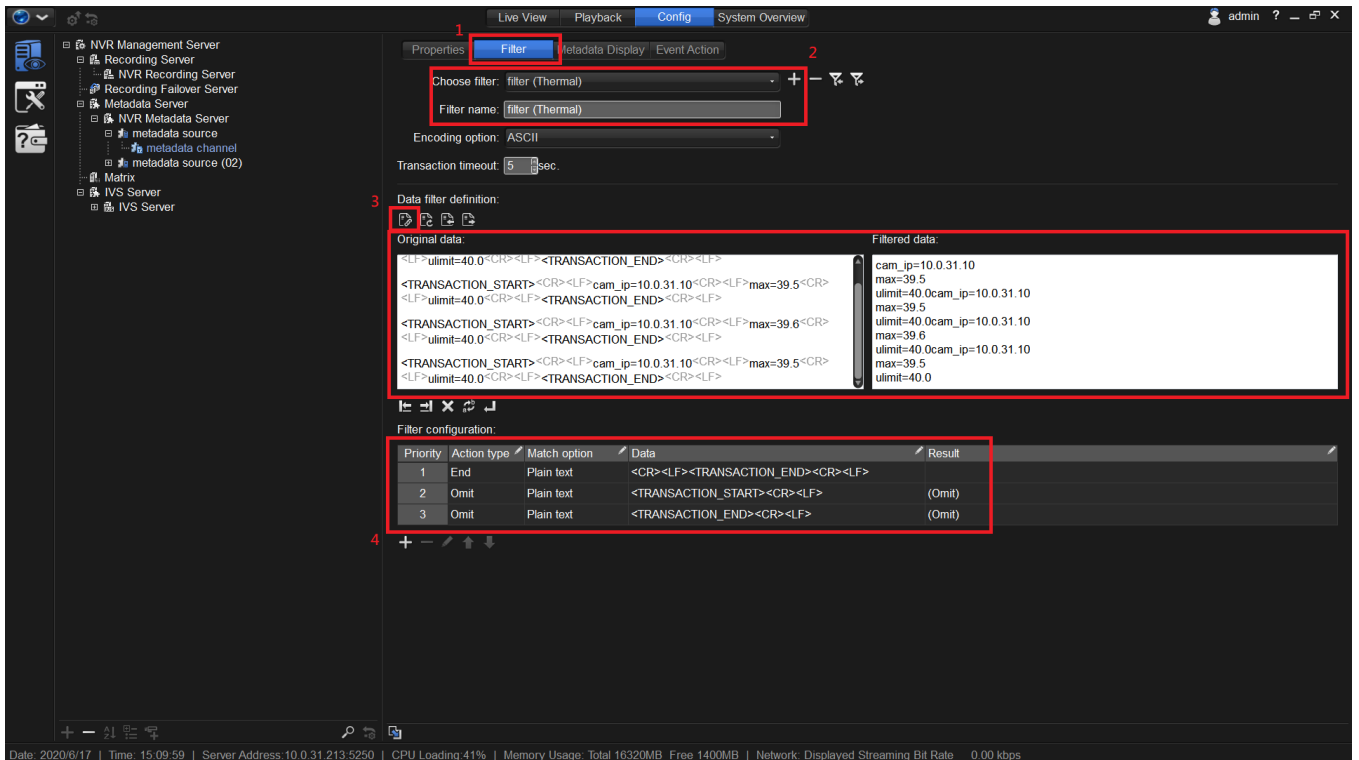 Live View Playback Config System Overview admin ? _ X
1
NVR Management Server
Recording Server
NVR Recording Server
Recording Failover Server
Metadata Server
NVR Metadata Server
metadata source
metadata channel
metadata source (02)
Matrix
IVS Server
IVS Server
Properties Filter Metadata Display Event Action
2
Choose filter: filter (Thermal)
Filter name: filter (Thermal)
Encoding option: ASCII
Transaction timeout: 5 sec.
3
Data filter definition:
Original data:
<LF>ulimit=40.0<CR><LF><TRANSACTION_END><CR><LF>
<TRANSACTION_START><CR><LF>cam_ip=10.0.31.10<CR><LF>max=39.5<CR>
<LF>ulimit=40.0<CR><LF><TRANSACTION_END><CR><LF>
<TRANSACTION_START><CR><LF>cam_ip=10.0.31.10<CR><LF>max=39.6<CR>
<LF>ulimit=40.0<CR><LF><TRANSACTION_END><CR><LF>
<TRANSACTION_START><CR><LF>cam_ip=10.0.31.10<CR><LF>max=39.5<CR>
<LF>ulimit=40.0<CR><LF><TRANSACTION_END><CR><LF>
Filtered data:
cam_ip=10.0.31.10
max=39.5
ulimit=40.0cam_ip=10.0.31.10
max=39.5
ulimit=40.0cam_ip=10.0.31.10
max=39.6
ulimit=40.0cam_ip=10.0.31.10
max=39.5
ulimit=40.0
Filter configuration:
Priority Action type Match option Data Result
1 End Plain text <CR><LF><TRANSACTION_END><CR><LF>
2 Omit Plain text <TRANSACTION_START><CR><LF> (Omit)
3 Omit Plain text <TRANSACTION_END><CR><LF> (Omit)
4
Date: 2020/6/17 | Time: 15:09:59 | Server Address:10.0.31.213:5250 | CPU Loading:41% | Memory Usage: Total 16320MB Free 1400MB | Network: Displayed Streaming Bit Rate 0.00 kbps